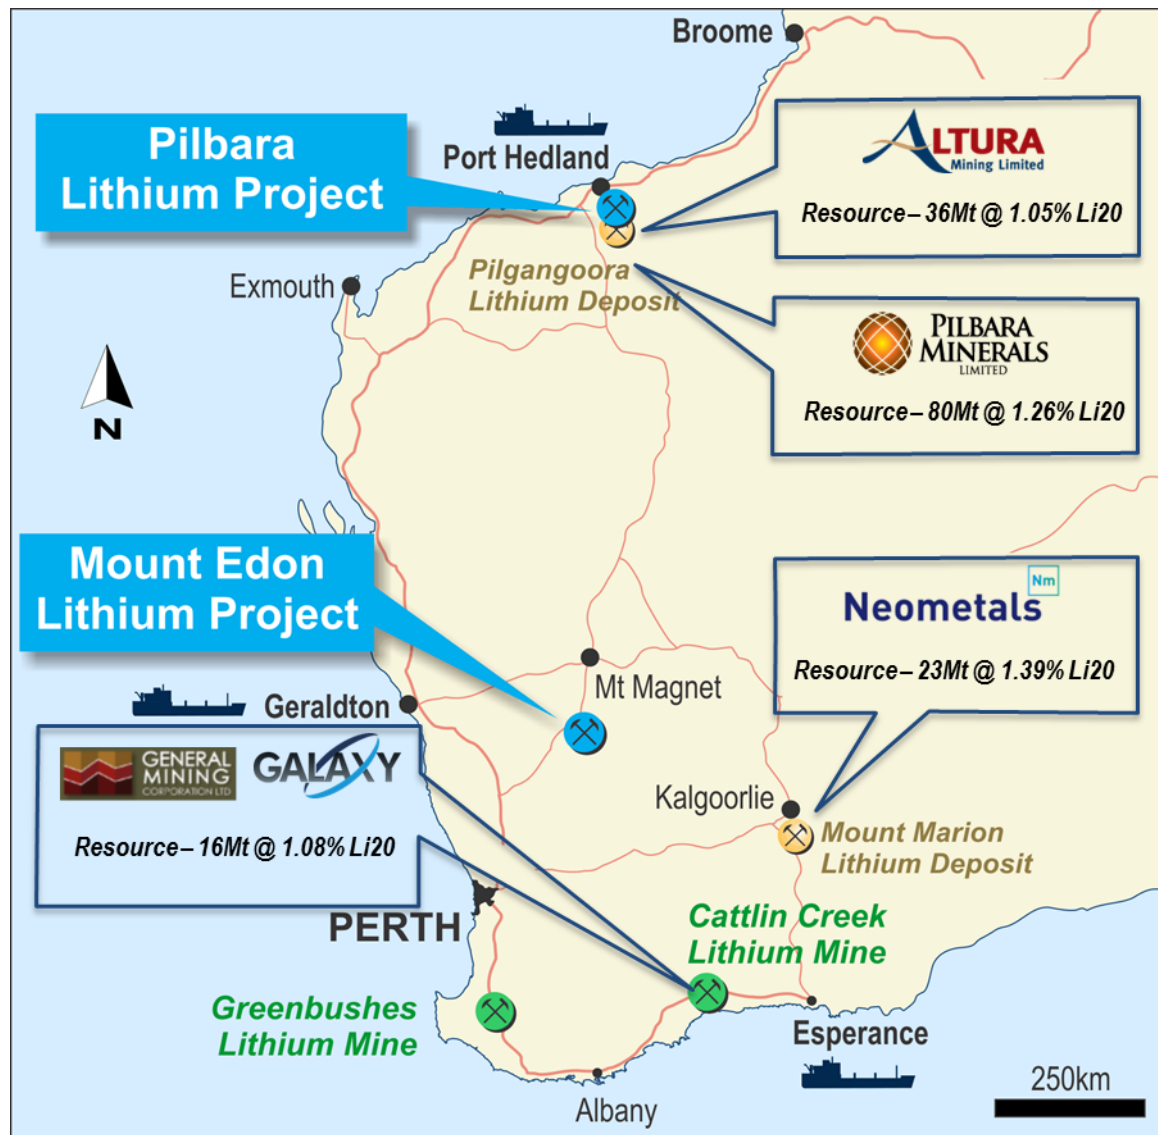 Broome
Pilbara
Lithium Project
Port Hedland
ALTURA
Mining Limited
Resource – 36Mt @ 1.05% Li20
Pilgangoora
Lithium Deposit
Exmouth
PILBARA
MINERALS
LIMITED
Resource – 80Mt @ 1.26% Li20
N
Mount Edon
Lithium Project
Nm
Neometals
Resource – 23Mt @ 1.39% Li20
Mt Magnet
Geraldton
GENERAL
MINING
CORPORATION LTD
GALAXY
Resource – 16Mt @ 1.08% Li20
Kalgoorlie
Mount Marion
Lithium Deposit
PERTH
Cattlin Creek
Lithium Mine
Greenbushes
Lithium Mine
Esperance
Albany
250km